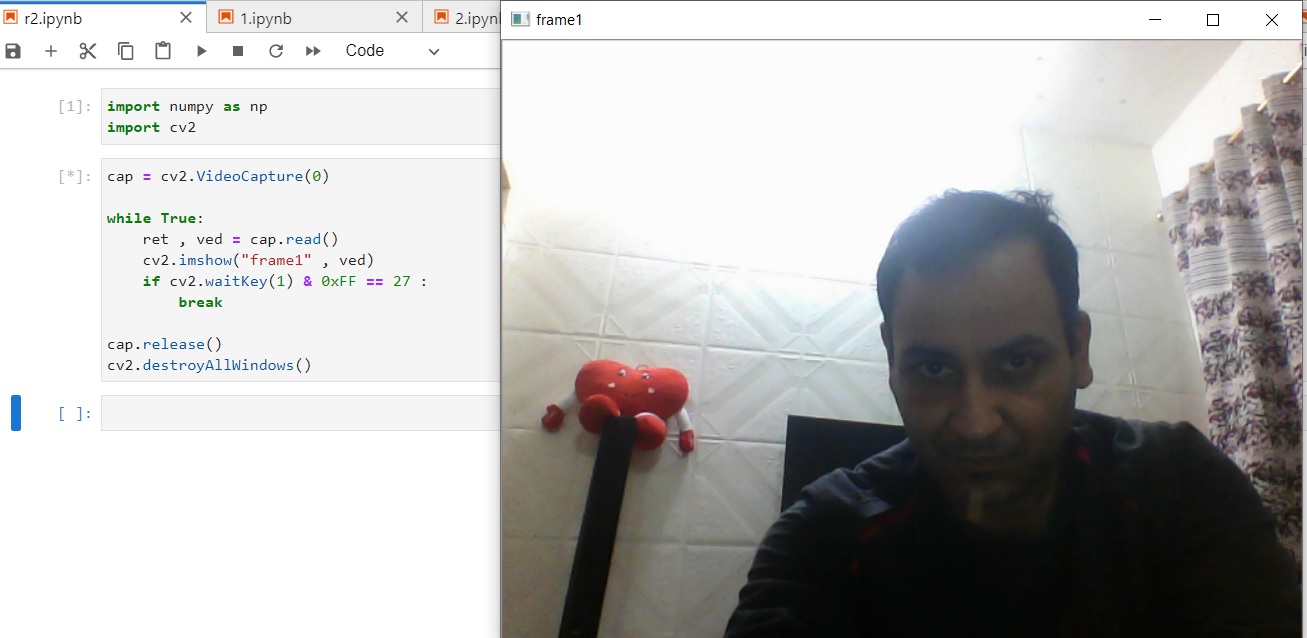 r2.ipynb
1.ipynb
2.ipyn
frame1
Code
[1]:
import numpy as np
import cv2
[*]:
cap = cv2.VideoCapture(0)
while True:
ret , ved = cap.read()
cv2.imshow("frame1" , ved)
if cv2.waitKey(1) & 0xFF == 27 :
break
cap.release()
cv2.destroyAllWindows()
[ ]: